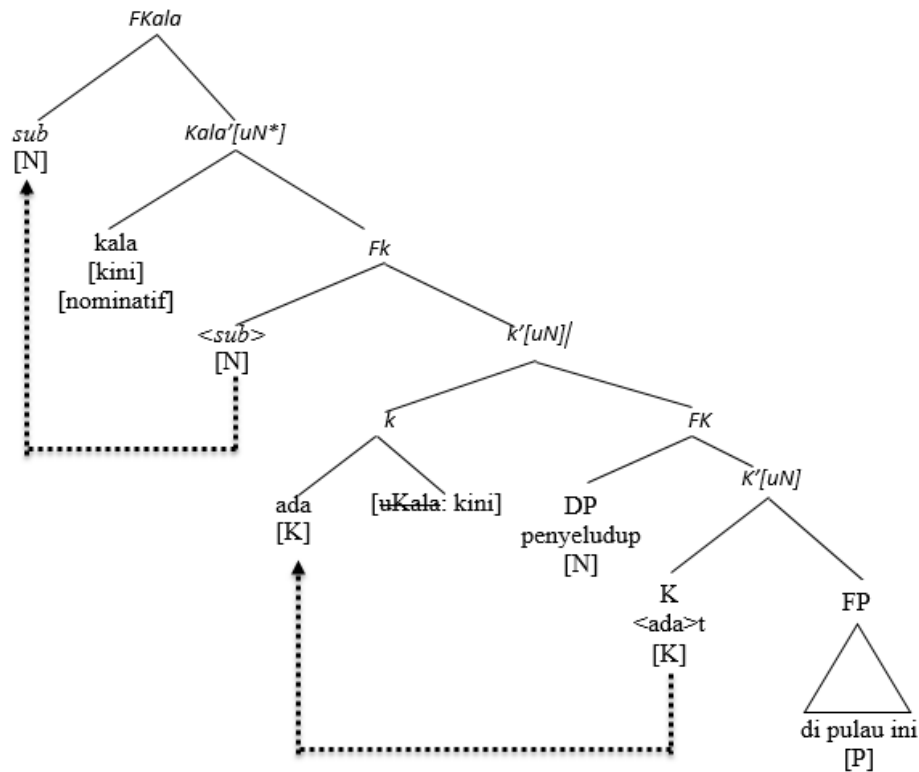 FKala
sub
[N]
Kala'[uN*]
kala
[kini]
[nominatif]
Fk
<sub>
[N]
k'[uN]
k
FK
ada
[K]
[uKala: kini]
DP
penyeludup
[N]
K'[uN]
K
<ada>t
[K]
FP
di pulau ini
[P]